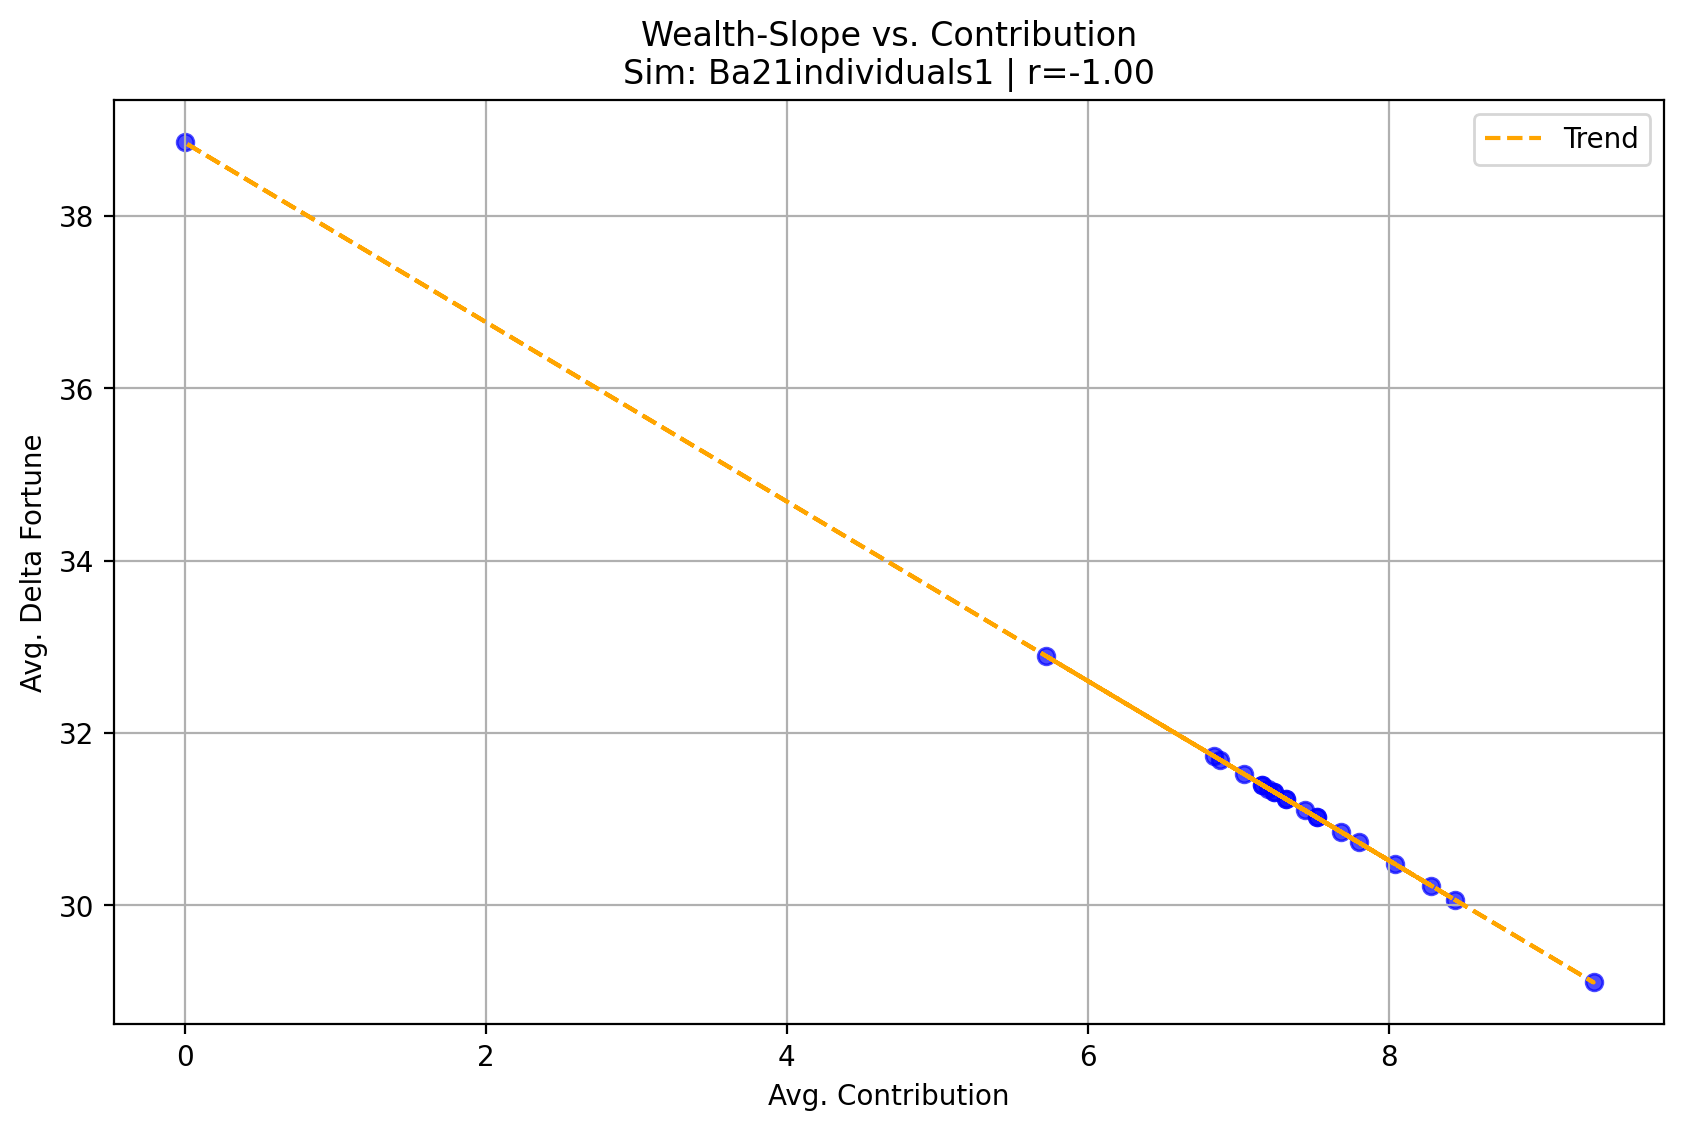 Wealth-Slope vs. Contribution
Sim: Ba21individuals1 | r=-1.00
Trend
Avg. Delta Fortune
38
36
34
32
30
0 2 4 6 8
Avg. Contribution